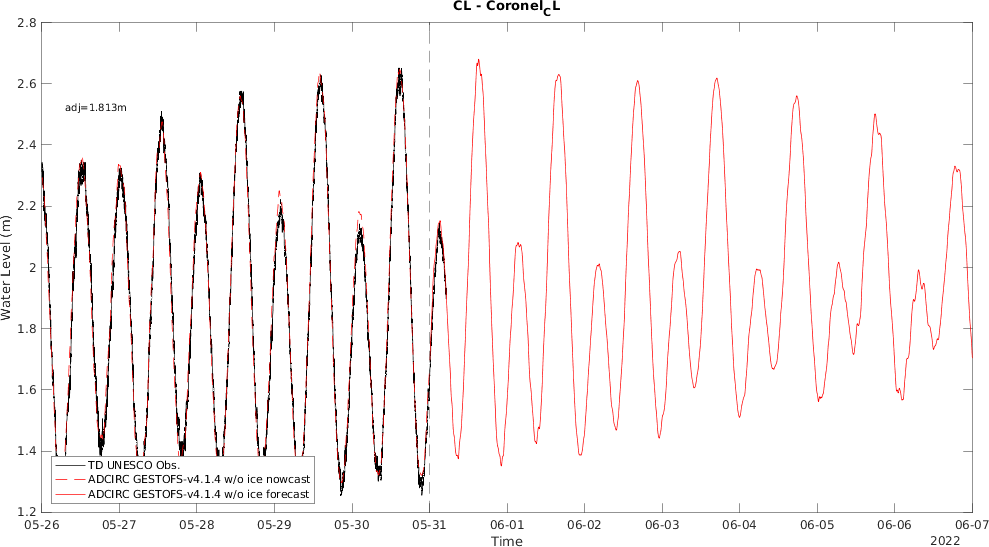 CL - Coronel_CL
2.8
2.6
2.4
2.2
2
1.8
1.6
1.4
1.2
Water Level (m)
adj=1.813m
TD UNESCO Obs.
ADCIRC GESTOFS-v4.1.4 w/o ice nowcast
ADCIRC GESTOFS-v4.1.4 w/o ice forecast
05-26 05-27 05-28 05-29 05-30 05-31 06-01 06-02 06-03 06-04 06-05 06-06 06-07
Time
2022